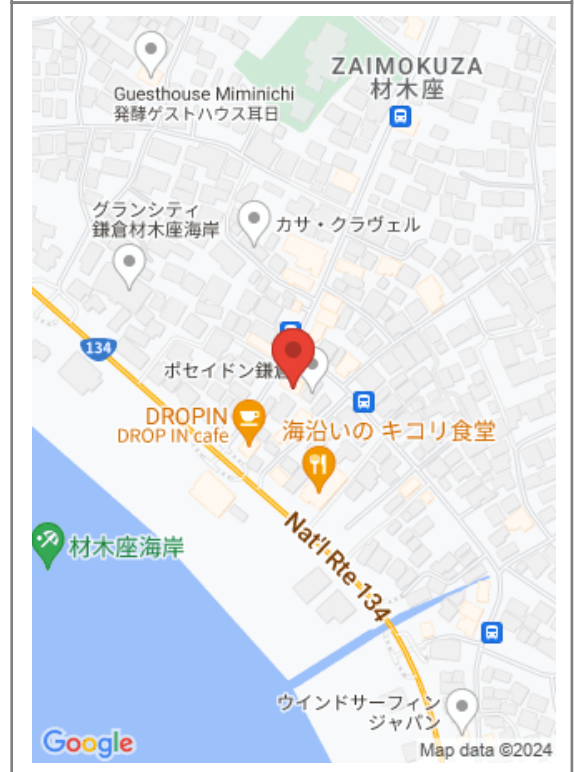 ZAIMOKUZA
材木座
Guesthouse Miminichi
発酵ゲストハウス耳日
グランシティ
鎌倉材木座海岸
カサ・クラヴェル
134
ポセイドン鎌倉
DROPIN
DROP IN cafe
海沿いの キコリ食堂
Nat'l Rte 134
材木座海岸
ウインドサーフィン
ジャパン
Google
Map data ©2024